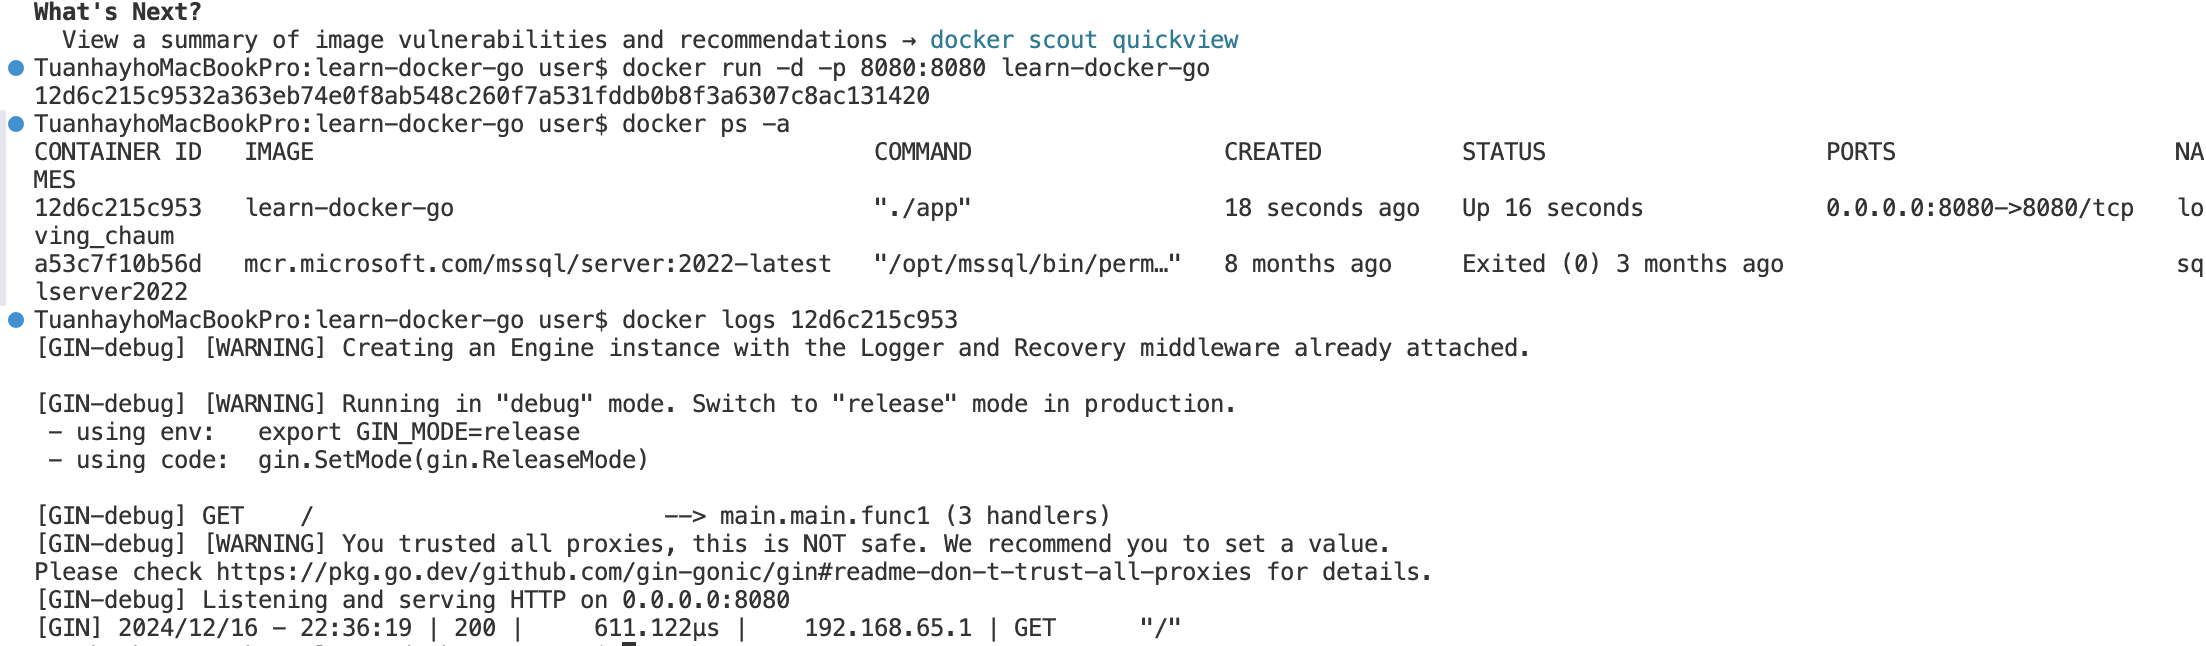 What's Next?
View a summary of image vulnerabilities and recommendations → docker scout quickview
TuanhayhoMacBookPro:learn-docker-go user$ docker run -d -p 8080:8080 learn-docker-go
12d6c215c9532a363eb74e0f8ab548c260f7a531fddb0b8f3a6307c8ac131420
TuanhayhoMacBookPro:learn-docker-go user$ docker ps -a
CONTAINER ID   IMAGE                                        COMMAND                  CREATED          STATUS                    PORTS                    NA
MES
12d6c215c953   learn-docker-go                              "./app"                  18 seconds ago   Up 16 seconds             0.0.0.0:8080->8080/tcp   lo
ving_chaum
a53c7f10b56d   mcr.microsoft.com/mssql/server:2022-latest   "/opt/mssql/bin/perm…"   8 months ago     Exited (0) 3 months ago                            sq
lserver2022
TuanhayhoMacBookPro:learn-docker-go user$ docker logs 12d6c215c953
[GIN-debug] [WARNING] Creating an Engine instance with the Logger and Recovery middleware already attached.
[GIN-debug] [WARNING] Running in "debug" mode. Switch to "release" mode in production.
- using env:   export GIN_MODE=release
- using code:  gin.SetMode(gin.ReleaseMode)
[GIN-debug] GET    /                         --> main.main.func1 (3 handlers)
[GIN-debug] [WARNING] You trusted all proxies, this is NOT safe. We recommend you to set a value.
Please check https://pkg.go.dev/github.com/gin-gonic/gin#readme-don-t-trust-all-proxies for details.
[GIN-debug] Listening and serving HTTP on 0.0.0.0:8080
[GIN] 2024/12/16 - 22:36:19 | 200 |     611.122µs |    192.168.65.1 | GET      "/"